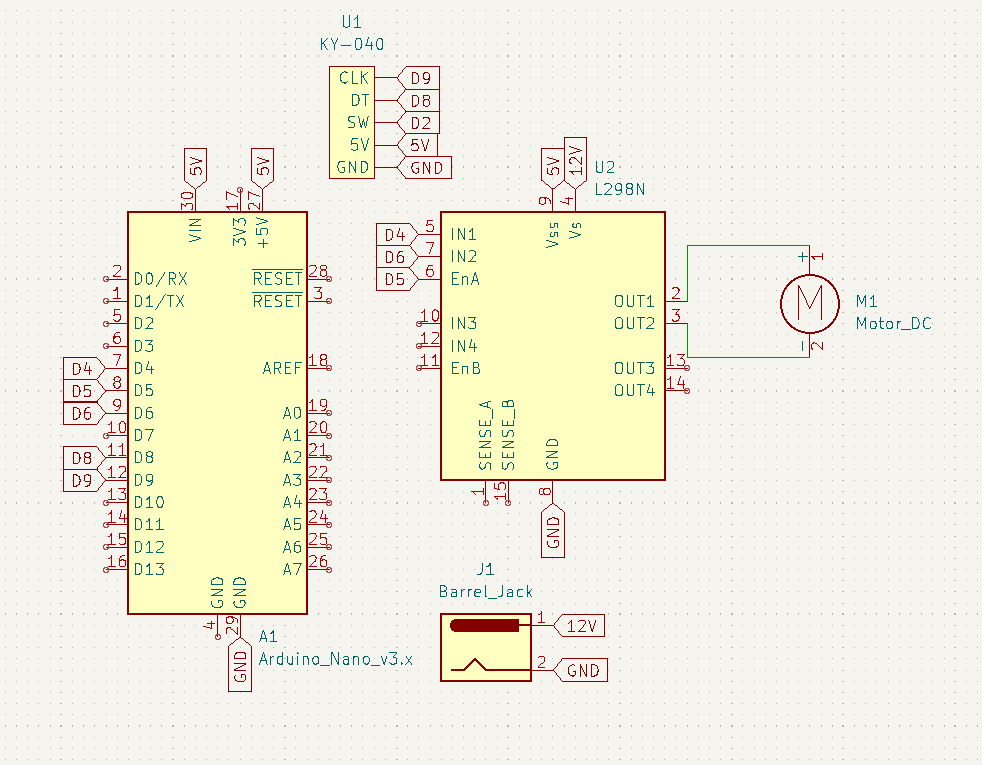 U1
KY-040
CLK D9
DT D8
SW D2
5V 5V
GND GND
5V 5V
30 17 27
VIN 3V3 +5V
2 D0/RX RESET 28
1 D1/TX RESET 3
5 D2
6 D3
D4 7 D4 AREF 18
D5 8 D5
D6 9 D6 A0 19
10 D7 A1 20
D8 11 D8 A2 21
D9 12 D9 A3 22
13 D10 A4 23
14 D11 A5 24
15 D12 A6 25
16 D13 A7 26
GND GND
4 29
GND
A1
Arduino_Nano_v3.x
5V 12V
U2
L298N
9 4
Vss Vs
D4 5 IN1
D6 7 IN2
D5 6 EnA
10 IN3
12 IN4
11 EnB
OUT1 2
OUT2 3
OUT3 13
OUT4 14
SENSE_A SENSE_B GND
1 15 8
GND
+ 1
M
M1
Motor_DC
- 2
J1
Barrel_Jack
1 12V
2 GND